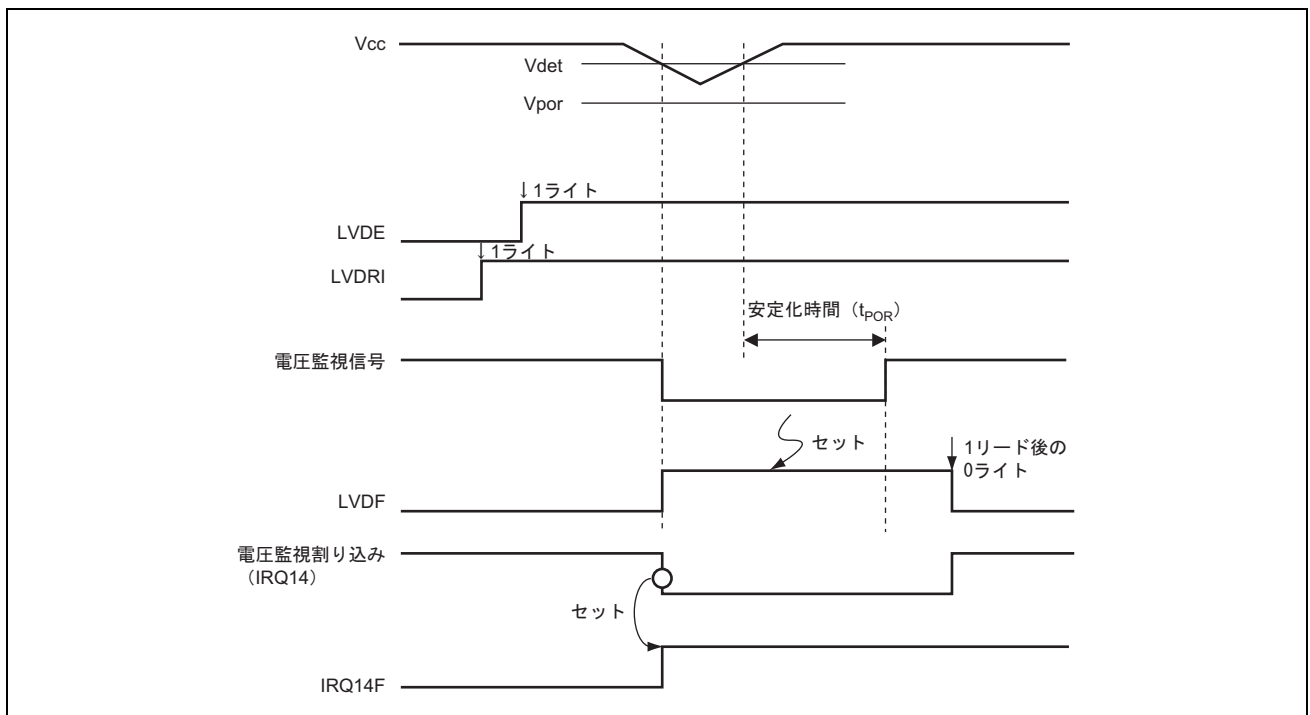 Vcc
Vdet
Vpor
↓1ライト
LVDE
↓1ライト
LVDRI
安定化時間（tPOR）
電圧監視信号
セット
1リード後の
0ライト
LVDF
電圧監視割り込み
（IRQ14）
セット
IRQ14F